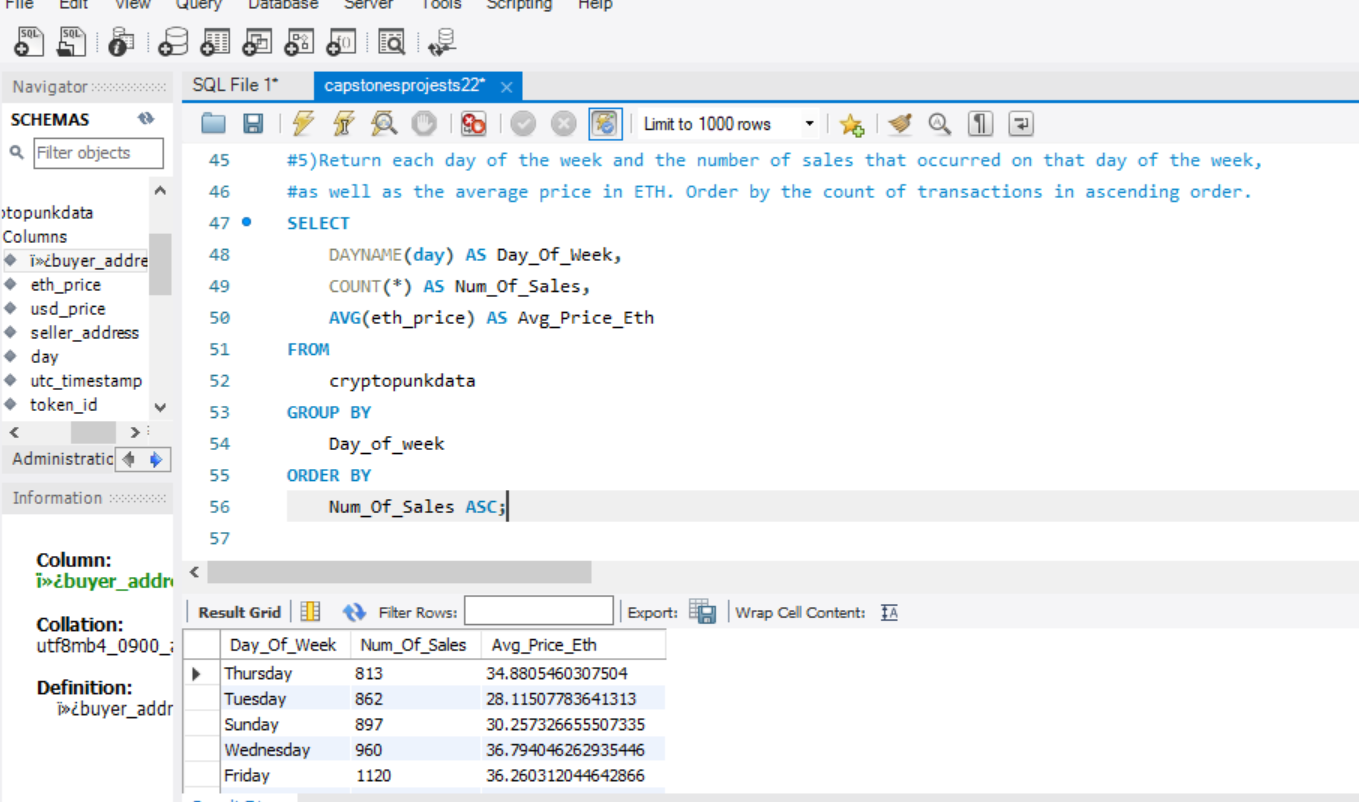 File Edit View Query Database Server Tools Scripting Help
Navigator
SQL File 1*
capstonesprojests22*
SCHEMAS
Filter objects
Limit to 1000 rows
ptopunkdata
Columns
ï»¿buyer_addre
eth_price
usd_price
seller_address
day
utc_timestamp
token_id
Administratic
Information
Column:
ï»¿buyer_addre
Collation:
utf8mb4_0900_
Definition:
ï»¿buyer_addr
45 #5)Return each day of the week and the number of sales that occurred on that day of the week,
46 #as well as the average price in ETH. Order by the count of transactions in ascending order.
47 SELECT
48 DAYNAME(day) AS Day_Of_Week,
49 COUNT(*) AS Num_Of_Sales,
50 AVG(eth_price) AS Avg_Price_Eth
51 FROM
52 cryptopunkdata
53 GROUP BY
54 Day_of_week
55 ORDER BY
56 Num_Of_Sales ASC;
57
Result Grid Filter Rows: Export: Wrap Cell Content:
Day_Of_Week Num_Of_Sales Avg_Price_Eth
Thursday 813 34.8805460307504
Tuesday 862 28.11507783641313
Sunday 897 30.257326655507335
Wednesday 960 36.794046262935446
Friday 1120 36.260312044642866